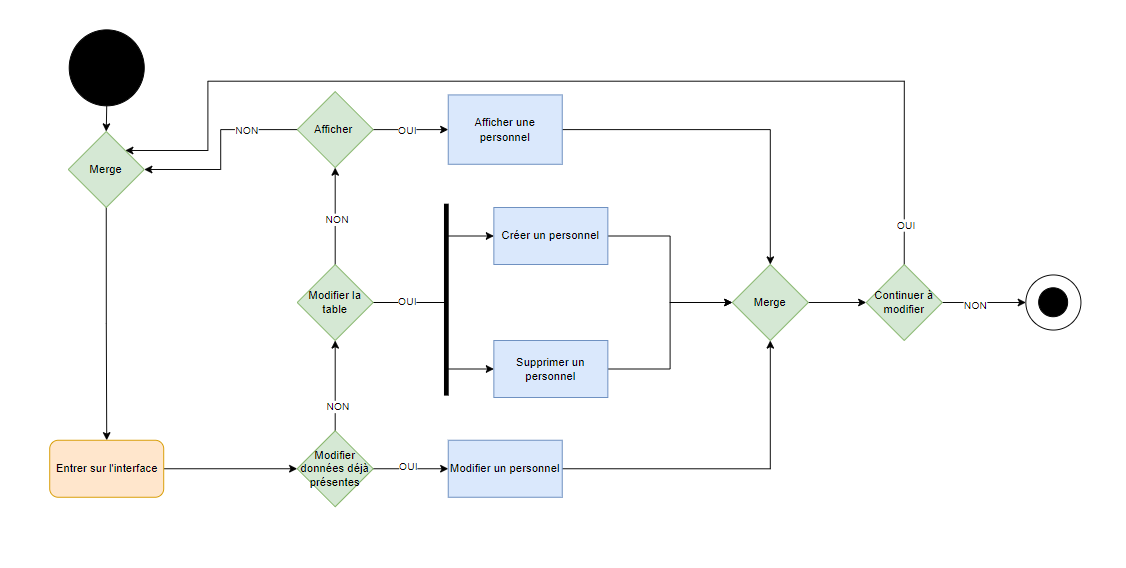 Afficher une
personnel
NON
Afficher
OUI
Merge
NON
Créer un personnel
OUI
Modifier la
table
OUI
Merge
Continuer à
modifier
NON
Supprimer un
personnel
NON
Entrer sur l'interface
Modifier
données déjà
présentes
OUI
Modifier un personnel